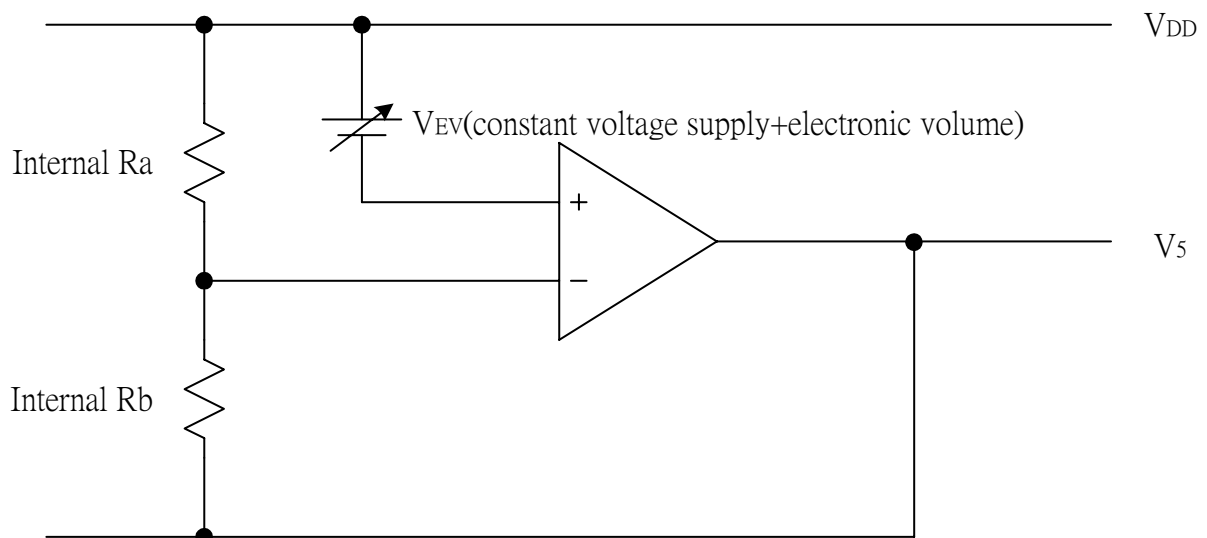 VDD
VEV(constant voltage supply+electronic volume)
Internal Ra
+
V5
−
Internal Rb